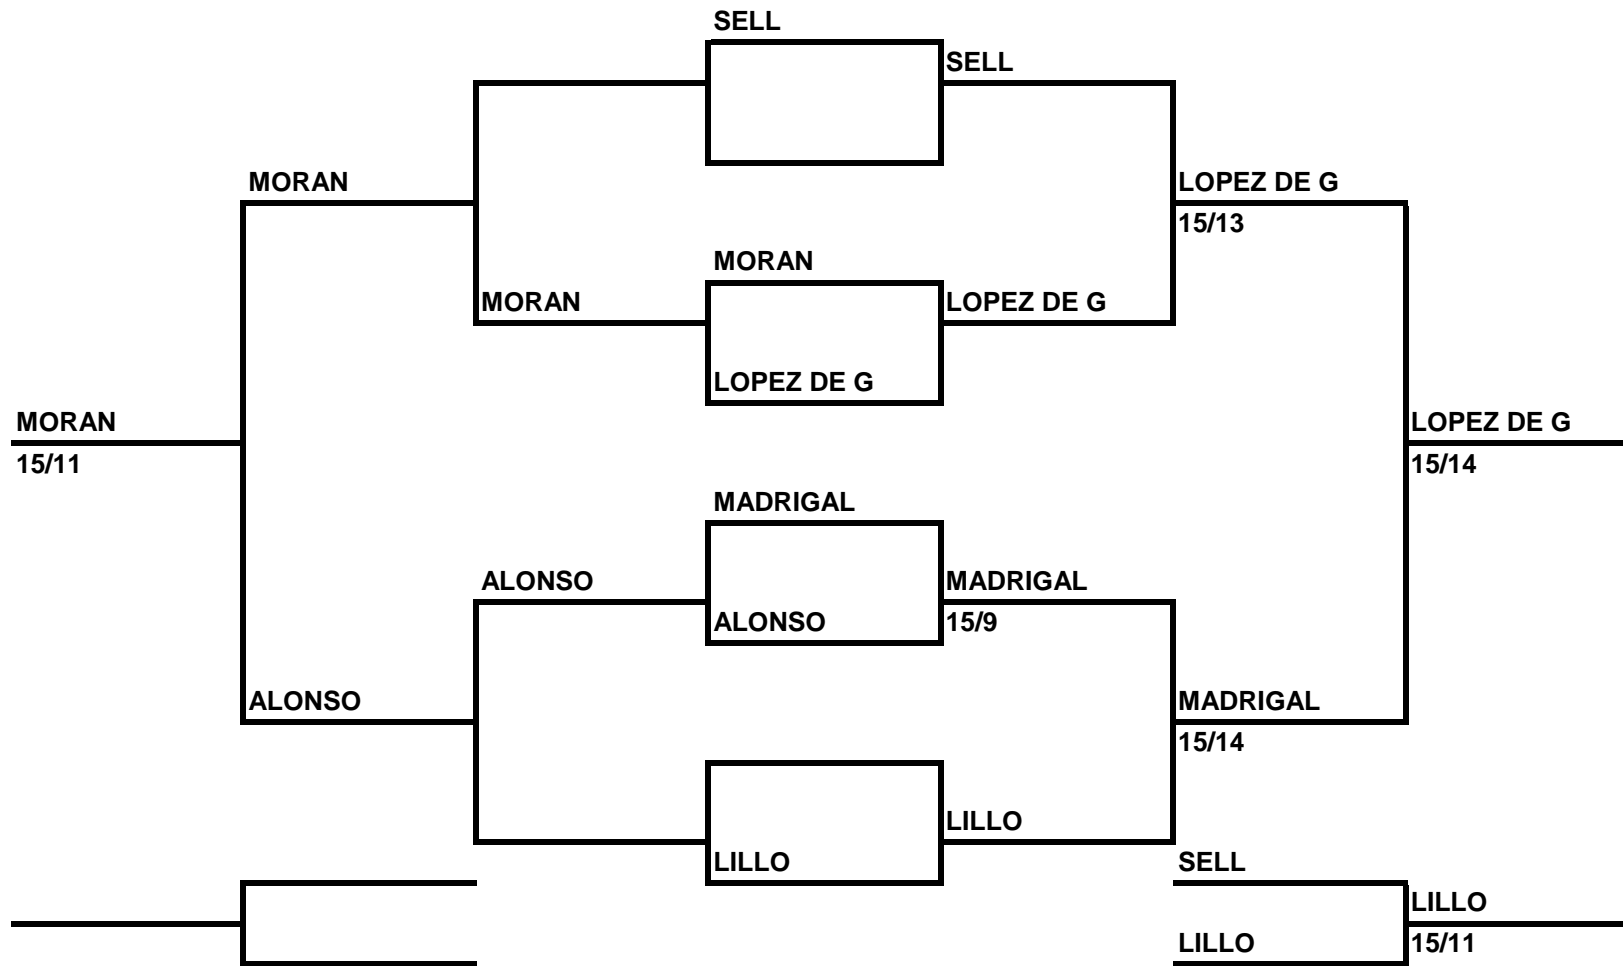 SELL
SELL
MORAN
LOPEZ DE G
15/13
MORAN
MORAN
LOPEZ DE G
LOPEZ DE G
MORAN
LOPEZ DE G
15/11
15/14
MADRIGAL
ALONSO
MADRIGAL
ALONSO
15/9
ALONSO
MADRIGAL
15/14
LILLO
LILLO
SELL
LILLO
LILLO
15/11